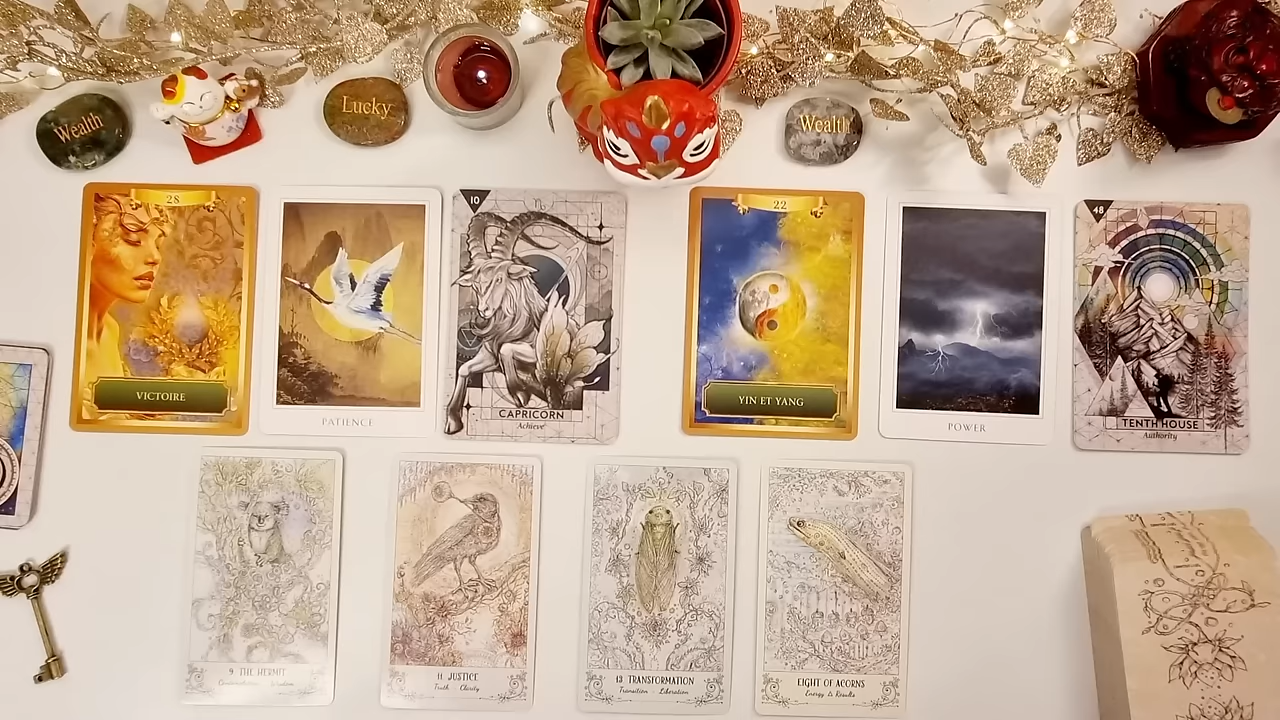 Wealth
Lucky
Wealth
28
VICTOIRE
PATIENCE
10
CAPRICORN
Achieve
22
YIN ET YANG
POWER
48
TENTH HOUSE
Authority
9 THE HERMIT
Wisdom
11 JUSTICE
Truth Clarity
13 TRANSFORMATION
Transition - Liberation
EIGHT OF ACORNS
Energy & Results